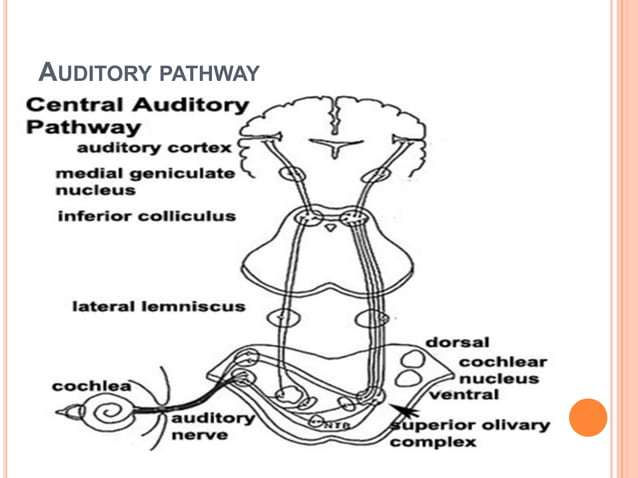 AUDITORY PATHWAY
Central Auditory
Pathway
auditory cortex
medial geniculate
nucleus
inferior colliculus
lateral lemniscus
dorsal
cochlear
nucleus
ventral
cochlea
auditory
nerve
NTB
superior olivary
complex